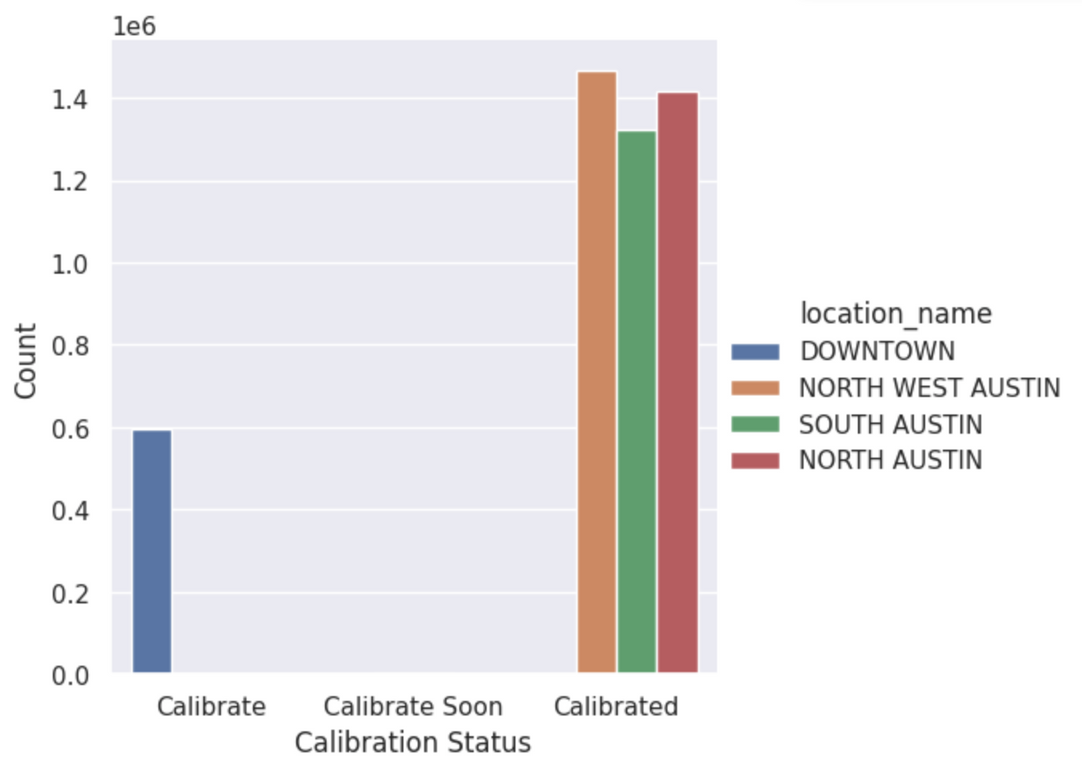 1e6
1.4
1.2
1.0
0.8
0.6
0.4
0.2
0.0
Count
Calibrate
Calibrate Soon
Calibrated
Calibration Status
location_name
DOWNTOWN
NORTH WEST AUSTIN
SOUTH AUSTIN
NORTH AUSTIN